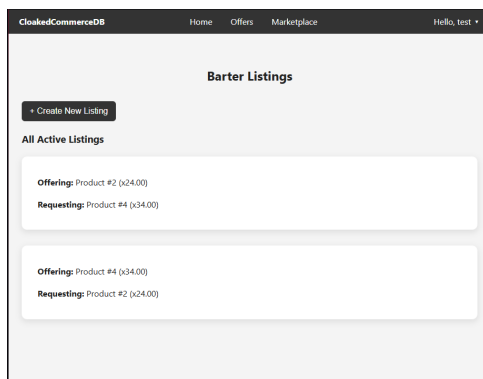 CloakedCommerceDB Home Offers Marketplace Hello, test ▾
Barter Listings
+ Create New Listing
All Active Listings
Offering: Product #2 (x24.00)
Requesting: Product #4 (x34.00)
Offering: Product #4 (x34.00)
Requesting: Product #2 (x24.00)